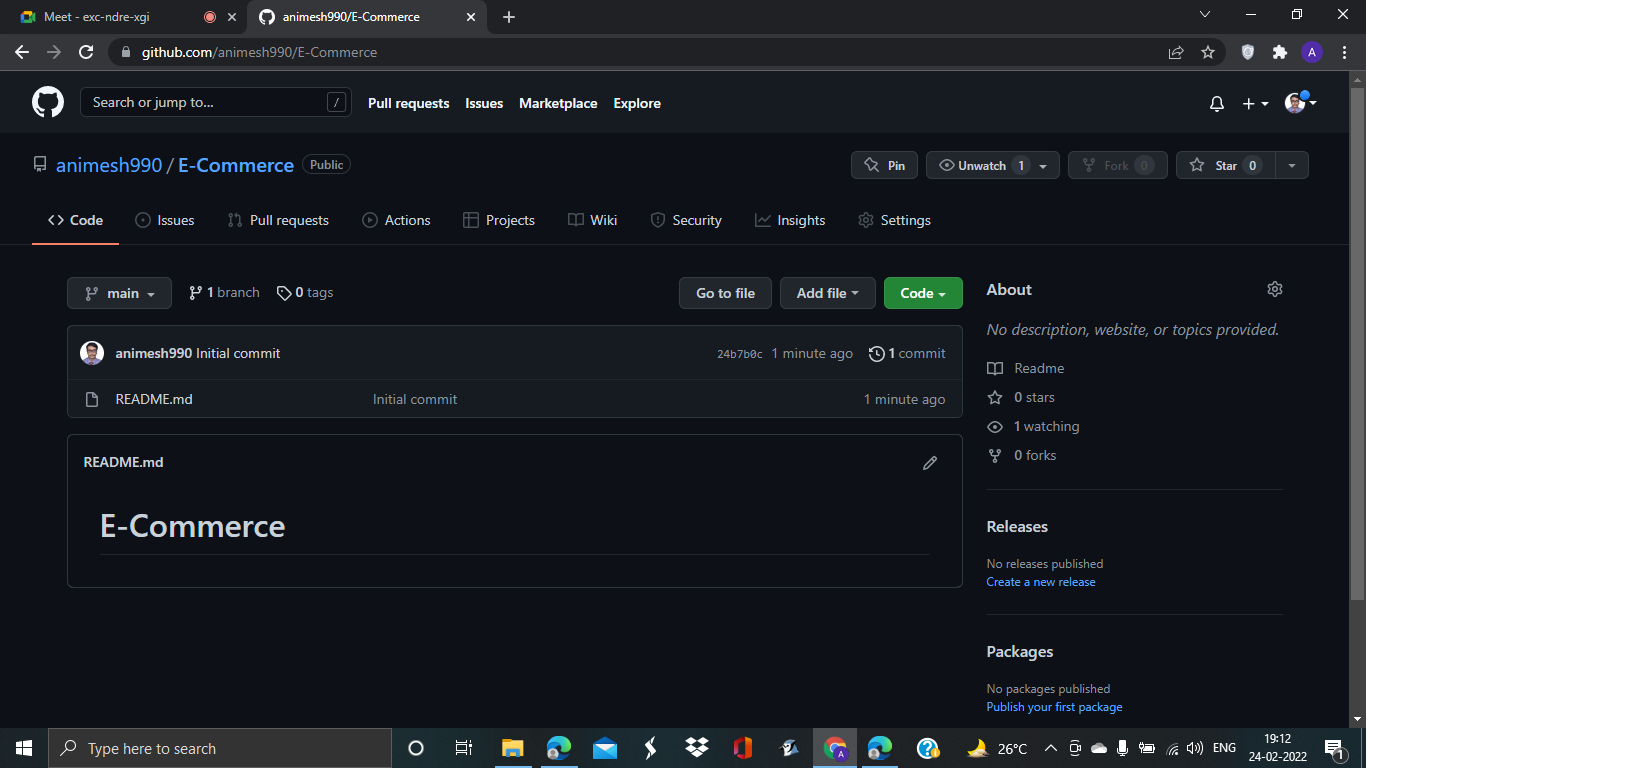 Meet - exc-ndre-xgi
animesh990/E-Commerce
github.com/animesh990/E-Commerce
A
Search or jump to...
/
Pull requests
Issues
Marketplace
Explore
animesh990 / E-Commerce
Public
Pin
Unwatch 1
Fork 0
Star 0
Code
Issues
Pull requests
Actions
Projects
Wiki
Security
Insights
Settings
main
1 branch
0 tags
Go to file
Add file
Code
About
No description, website, or topics provided.
animesh990 Initial commit
24b7b0c 1 minute ago
1 commit
README.md
Initial commit
1 minute ago
Readme
0 stars
1 watching
0 forks
README.md
E-Commerce
Releases
No releases published
Create a new release
Packages
No packages published
Publish your first package
Type here to search
A
26°C
ENG
19:12
24-02-2022
1